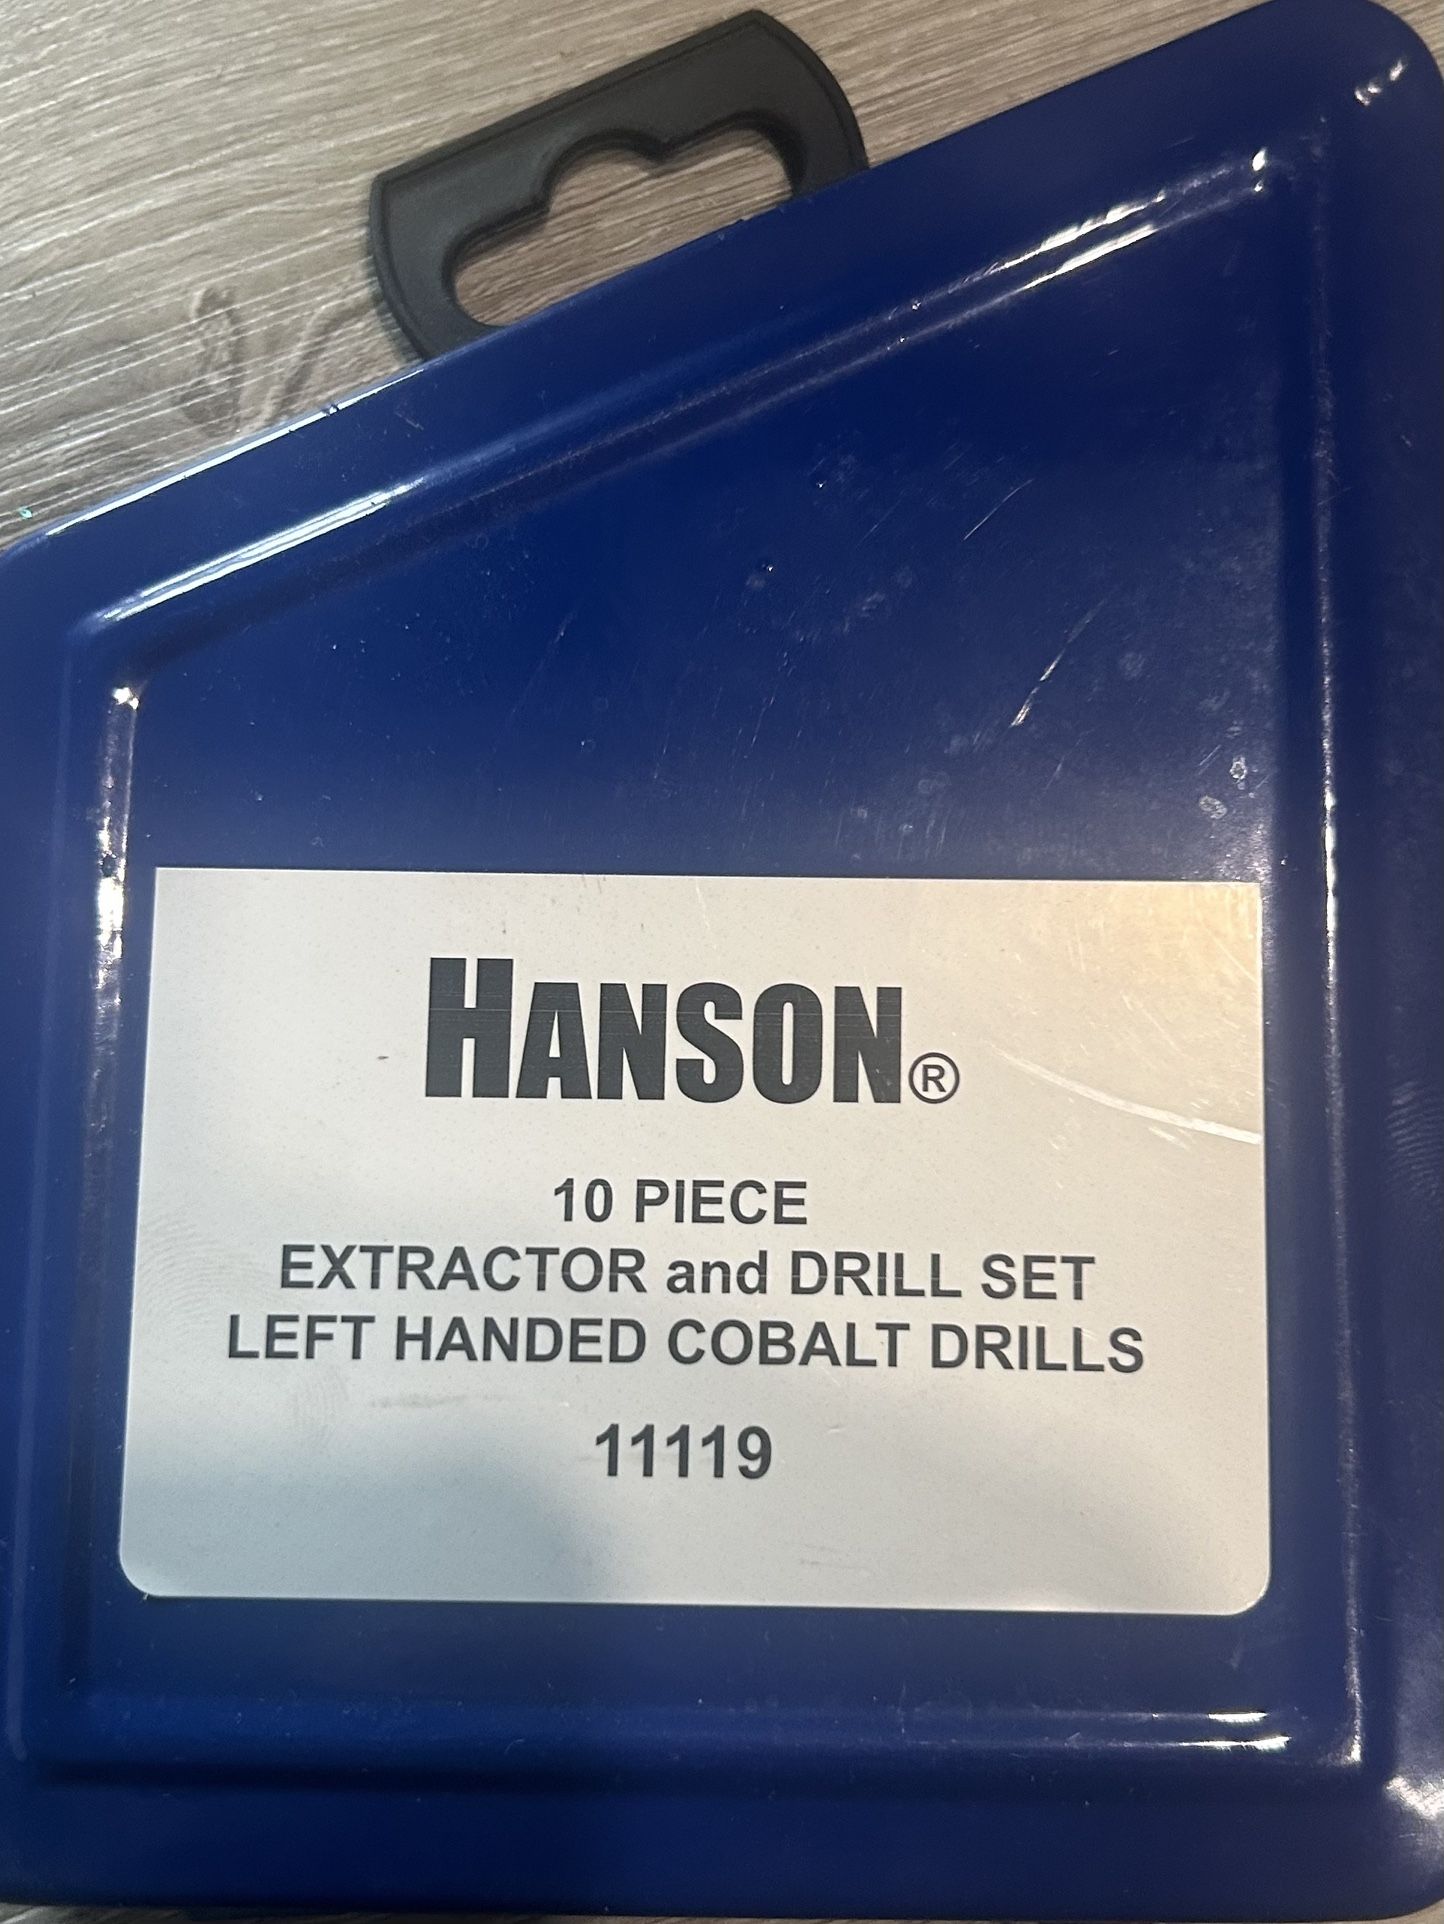 HANSON®
10 PIECE
EXTRACTOR and DRILL SET
LEFT HANDED COBALT DRILLS
11119